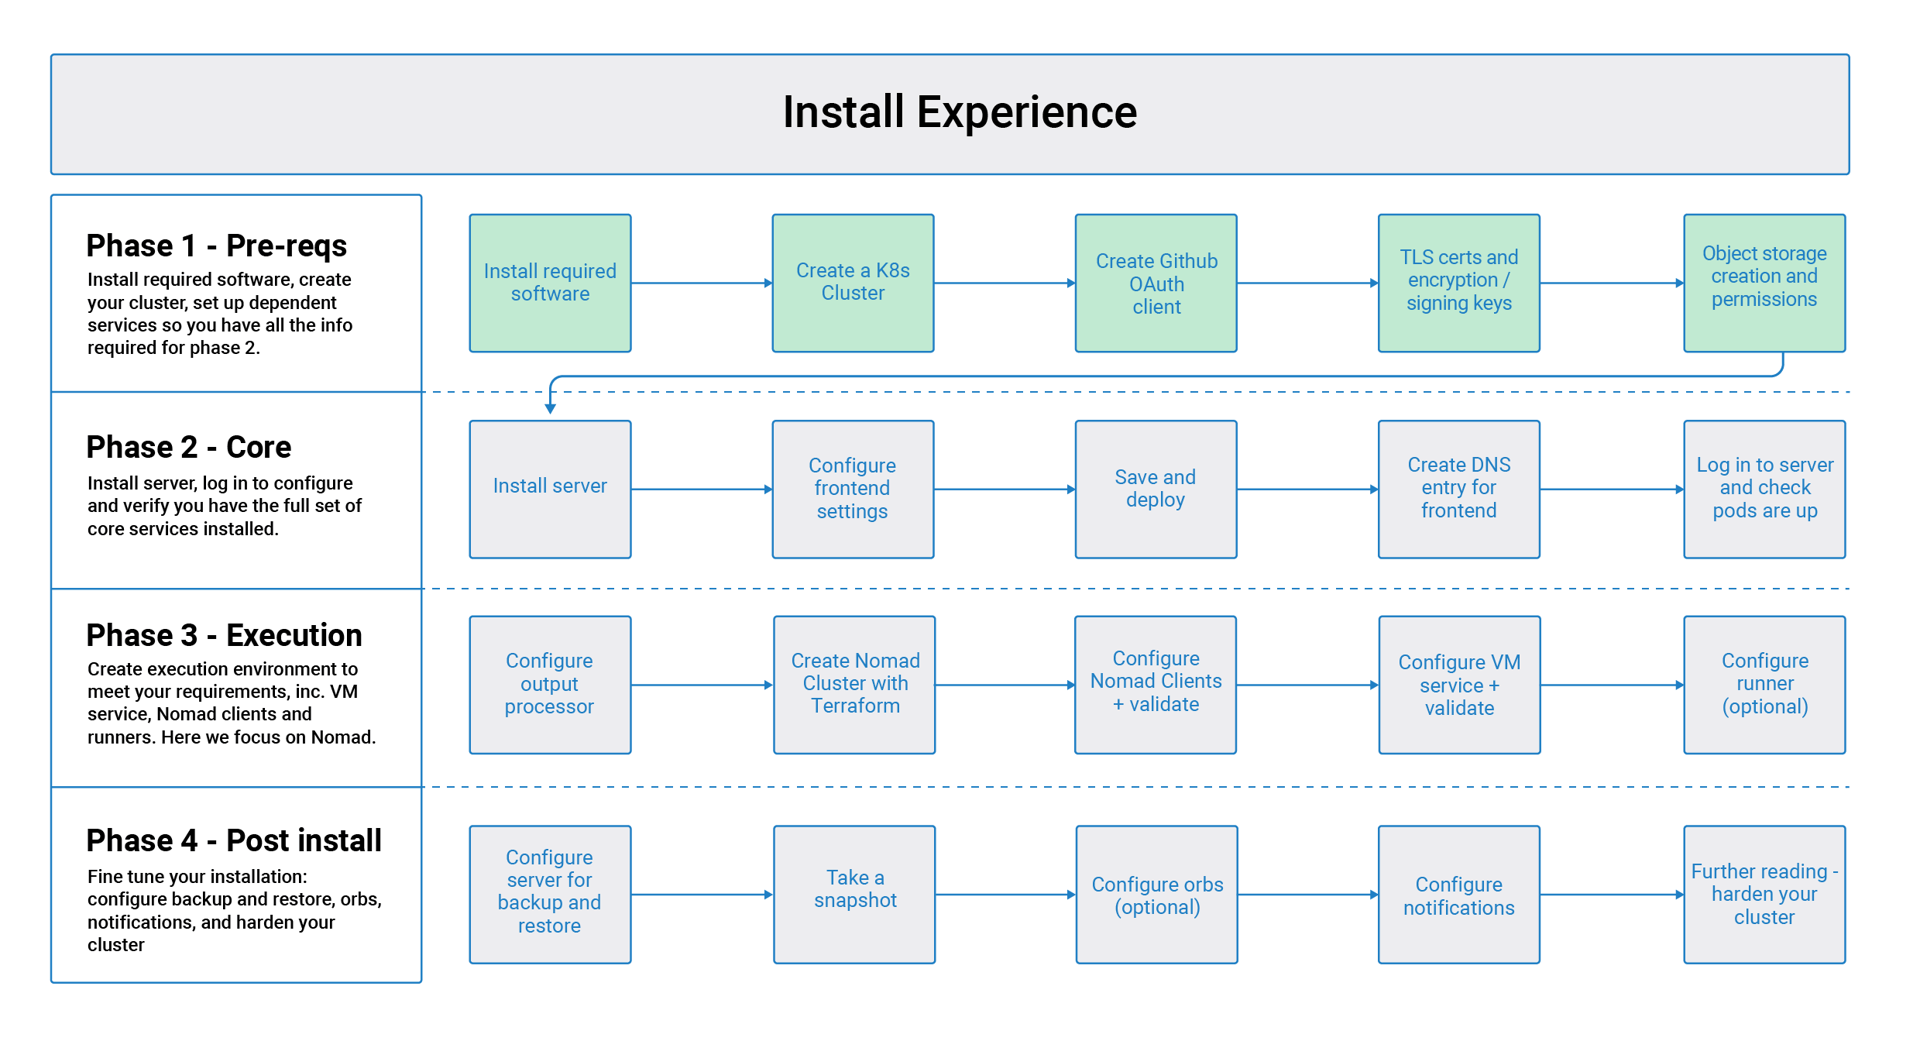 Install Experience
Phase 1 - Pre-reqs
Install required software, create
your cluster, set up dependent
services so you have all the info
required for phase 2.
Install required
software
Create a K8s
Cluster
Create Github
OAuth
client
TLS certs and
encryption /
signing keys
Object storage
creation and
permissions
Phase 2 - Core
Install server, log in to configure
and verify you have the full set of
core services installed.
Install server
Configure
frontend
settings
Save and
deploy
Create DNS
entry for
frontend
Log in to server
and check
pods are up
Phase 3 - Execution
Create execution environment to
meet your requirements, inc. VM
service, Nomad clients and
runners. Here we focus on Nomad.
Configure
output
processor
Create Nomad
Cluster with
Terraform
Configure
Nomad Clients
+ validate
Configure VM
service +
validate
Configure
runner
(optional)
Phase 4 - Post install
Fine tune your installation:
configure backup and restore, orbs,
notifications, and harden your
cluster
Configure
server for
backup and
restore
Take a
snapshot
Configure orbs
(optional)
Configure
notifications
Further reading -
harden your
cluster